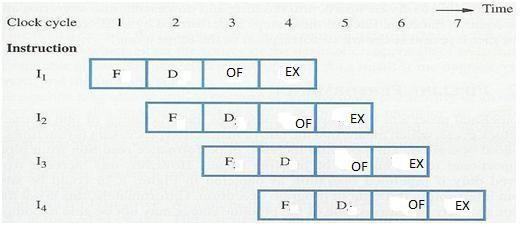 Time
Clock cycle 1 2 3 4 5 6 7
Instruction
I1 F D OF EX
I2 F D. OF EX
I3 F. D OF EX
I4 F D. OF EX